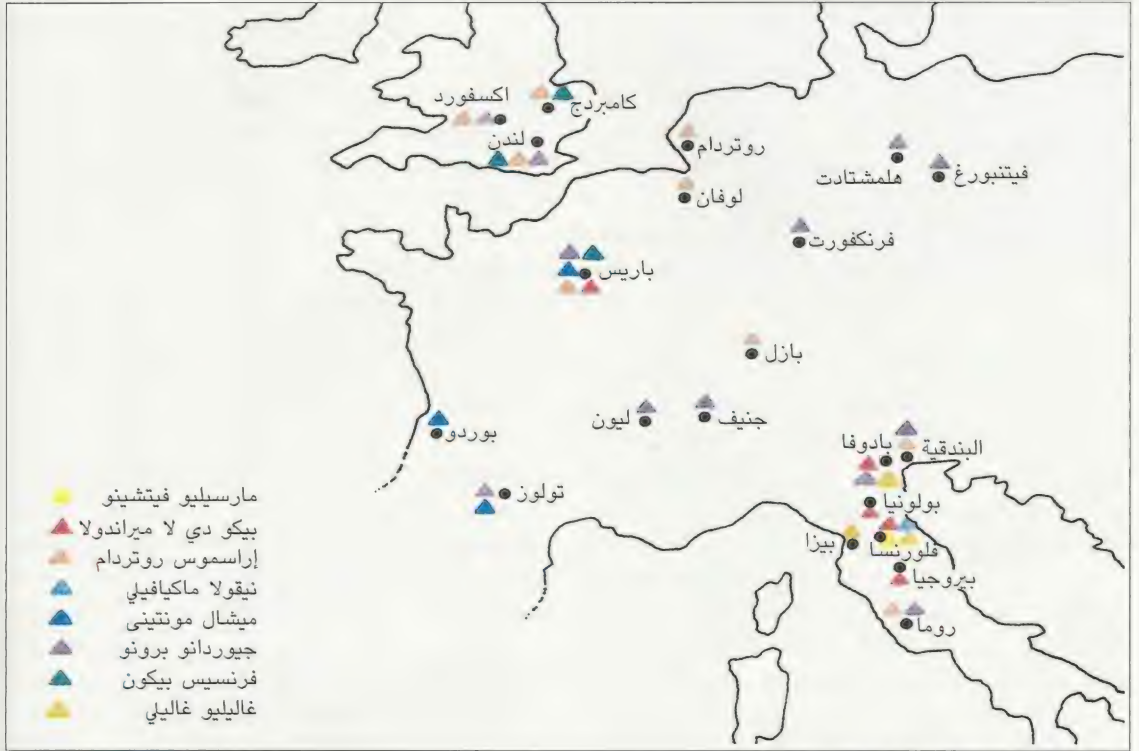 اكسفورد
كامبردج
لندن
روتردام
هلمشتادت
فيتنبورغ
لوفان
فرنكفورت
باريس
بازل
بوردو
ليون
جنيف
بادوفا
البندقية
تولوز
بولونيا
بيزا
فلورنسا
بيروجيا
روما
مارسيليو فيتشينو
بيكو دي لا ميراندولا
إراسموس روتردام
نيقولا ماكيافيلي
ميشال مونتينى
جيوردانو برونو
فرنسيس بيكون
غاليليو غاليلي